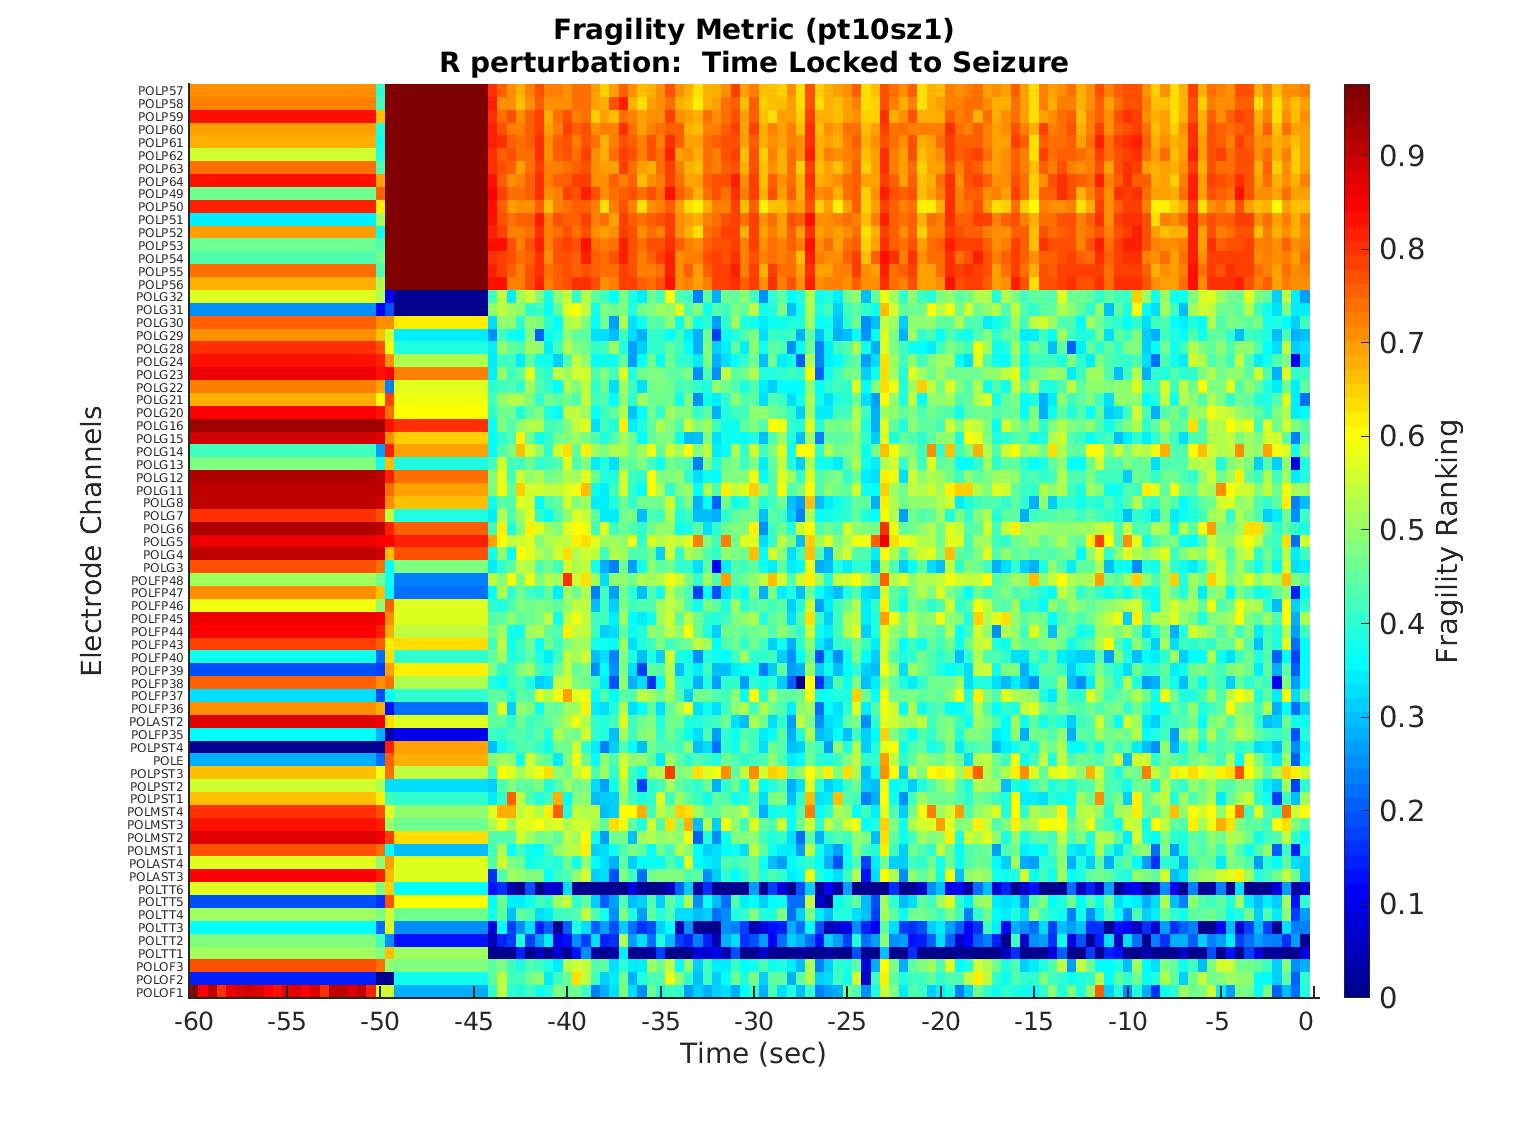 Fragility Metric (pt10sz1)
R perturbation:  Time Locked to Seizure
Electrode Channels
POLP57
POLP58
POLP59
POLP60
POLP61
POLP62
POLP63
POLP64
POLP49
POLP50
POLP51
POLP52
POLP53
POLP54
POLP55
POLP56
POLG32
POLG31
POLG30
POLG29
POLG28
POLG24
POLG23
POLG22
POLG21
POLG20
POLG16
POLG15
POLG14
POLG13
POLG12
POLG11
POLG8
POLG7
POLG6
POLG5
POLG4
POLG3
POLFP48
POLFP47
POLFP46
POLFP45
POLFP44
POLFP43
POLFP40
POLFP39
POLFP38
POLFP37
POLFP36
POLAST2
POLFP35
POLPST4
POLE
POLPST3
POLPST2
POLPST1
POLMST4
POLMST3
POLMST2
POLMST1
POLAST4
POLAST3
POLTT6
POLTT5
POLTT4
POLTT3
POLTT2
POLTT1
POLOF3
POLOF2
POLOF1
-60 -55 -50 -45 -40 -35 -30 -25 -20 -15 -10 -5 0
Time (sec)
0.9
0.8
0.7
0.6
0.5
0.4
0.3
0.2
0.1
0
Fragility Ranking